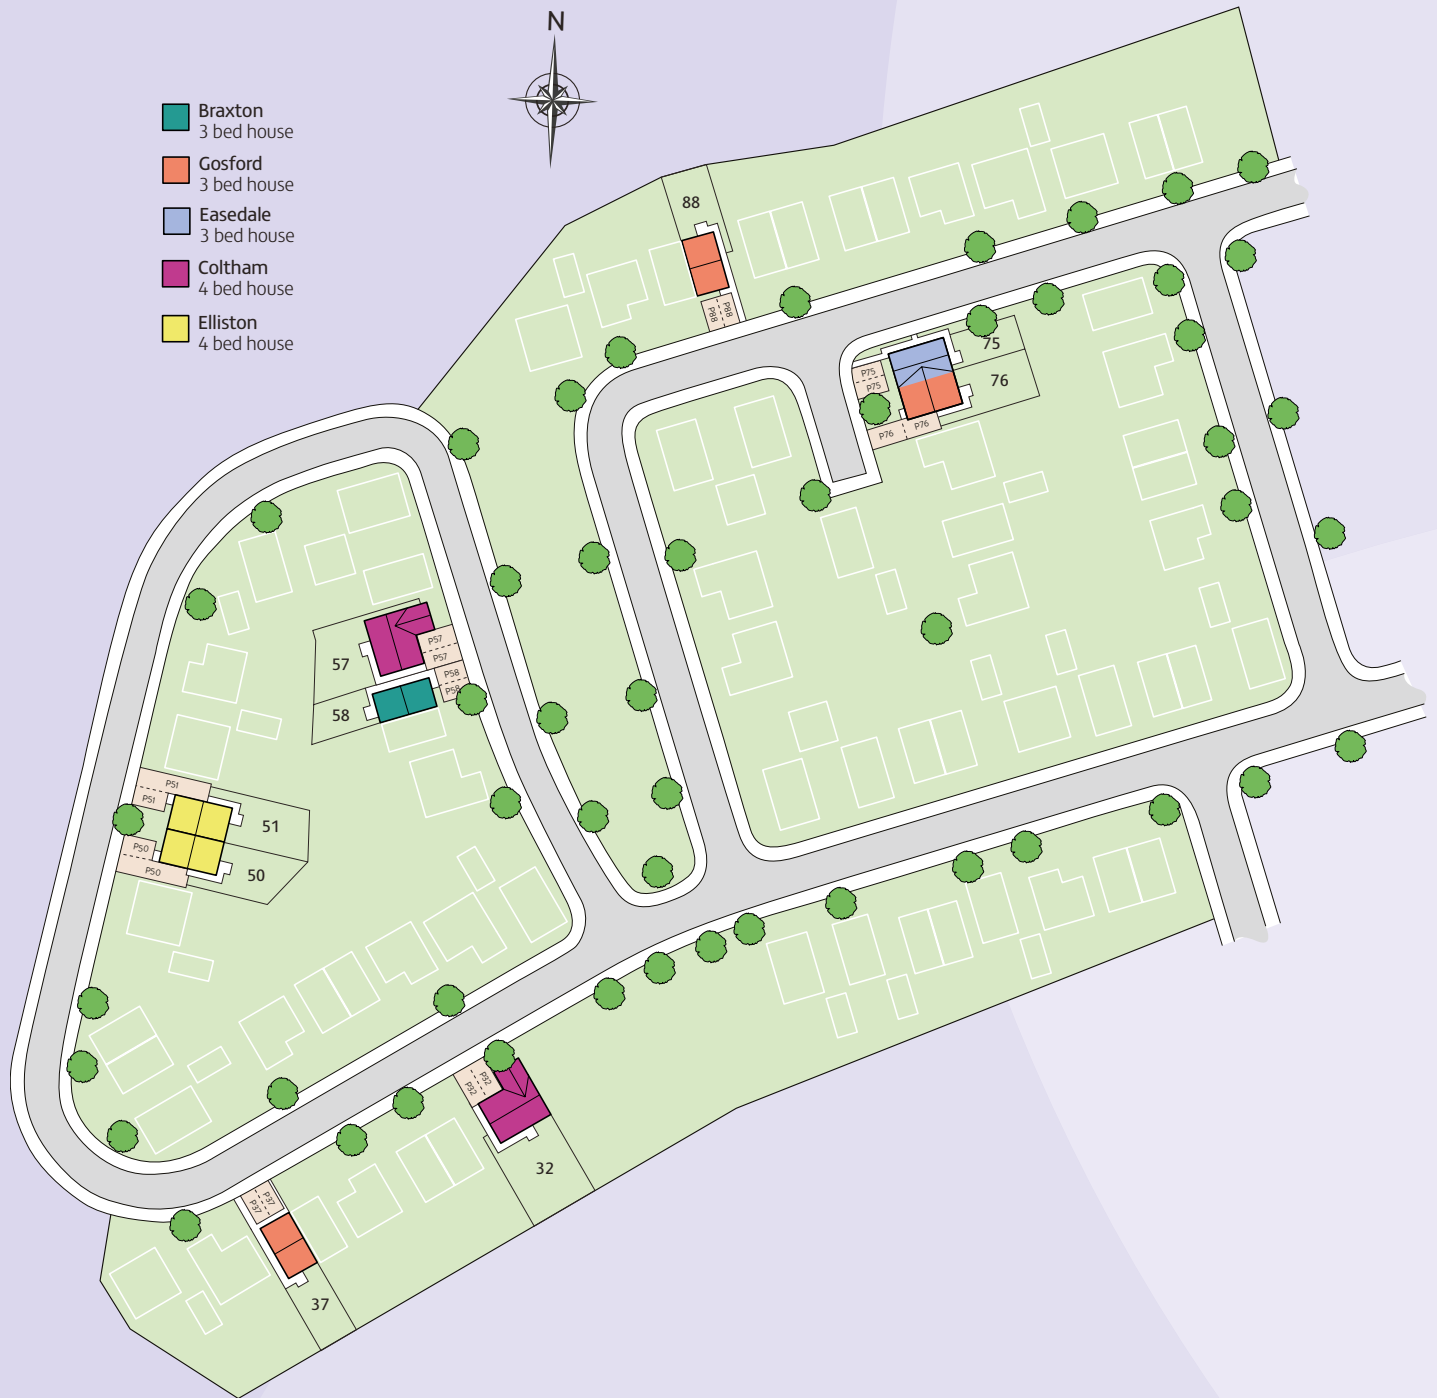 N
Braxton
3 bed house
Gosford
3 bed house
Easedale
3 bed house
Coltham
4 bed house
Elliston
4 bed house
88
P88
P88
75
76
P75
P75
P76
P76
57
58
P57
P57
P58
P58
51
50
P51
P51
P50
P50
32
P32
P32
37
P37
P37